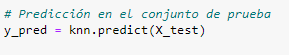 # Predicción en el conjunto de prueba
y_pred = knn.predict(X_test)